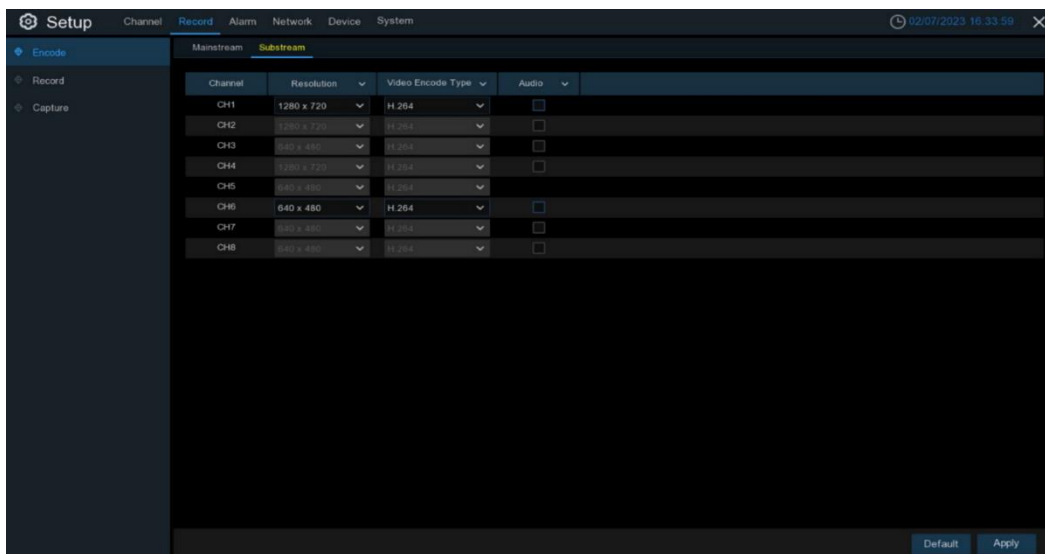 Setup Channel Record Alarm Network Device System 02/07/2023 16:33:59
Encode
Record
Capture
Mainstream Substream
Channel Resolution Video Encode Type Audio
CH1 1280 x 720 H.264
CH2 1280 x 720 H.264
CH3 640 x 480 H.264
CH4 1280 x 720 H.264
CH5 640 x 480 H.264
CH6 640 x 480 H.264
CH7 640 x 480 H.264
CH8 640 x 480 H.264
Default Apply